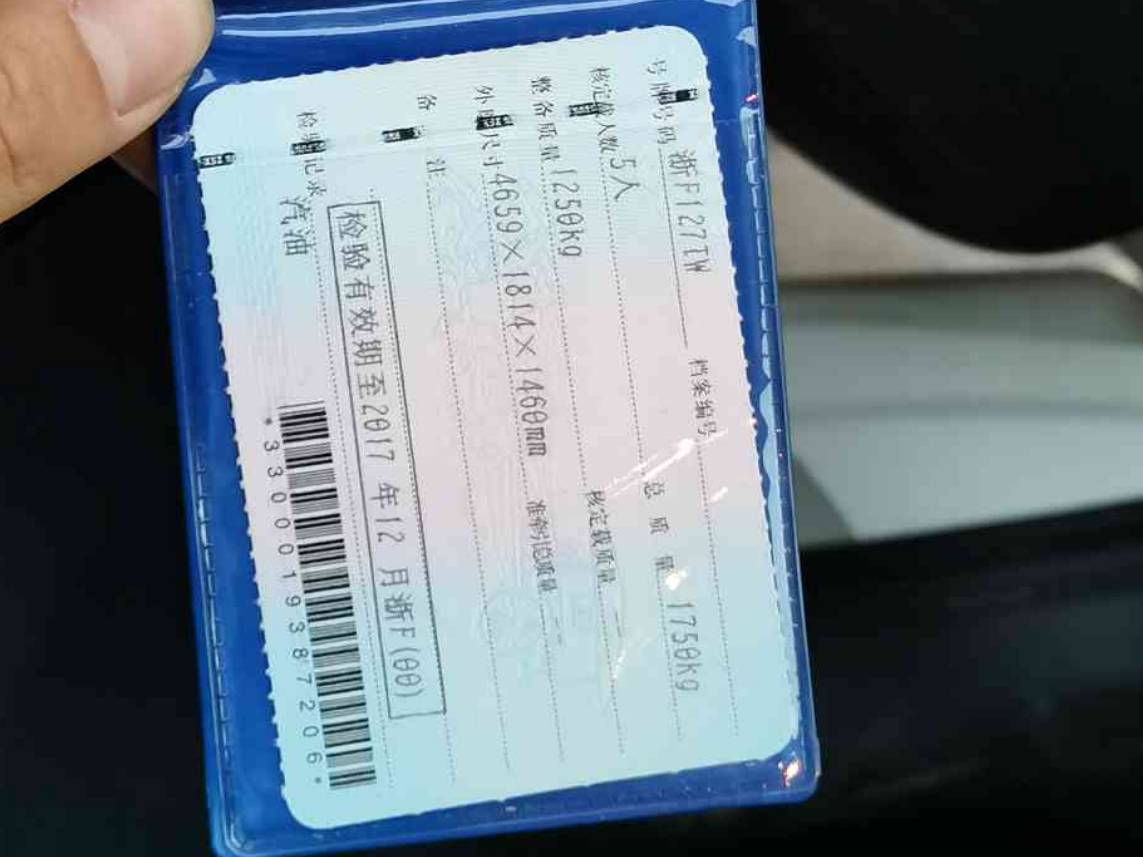 号牌号码 浙F127IW 档案编号
核定载人数 5人 总质量 1750kg
整备质量 1250kg 核定载质量 --
外廓尺寸 4659×1814×1460mm 准牵引总质量 --
备注
检验有效期至2017年12月浙F(00)
检验记录
汽油
*3300019387206*